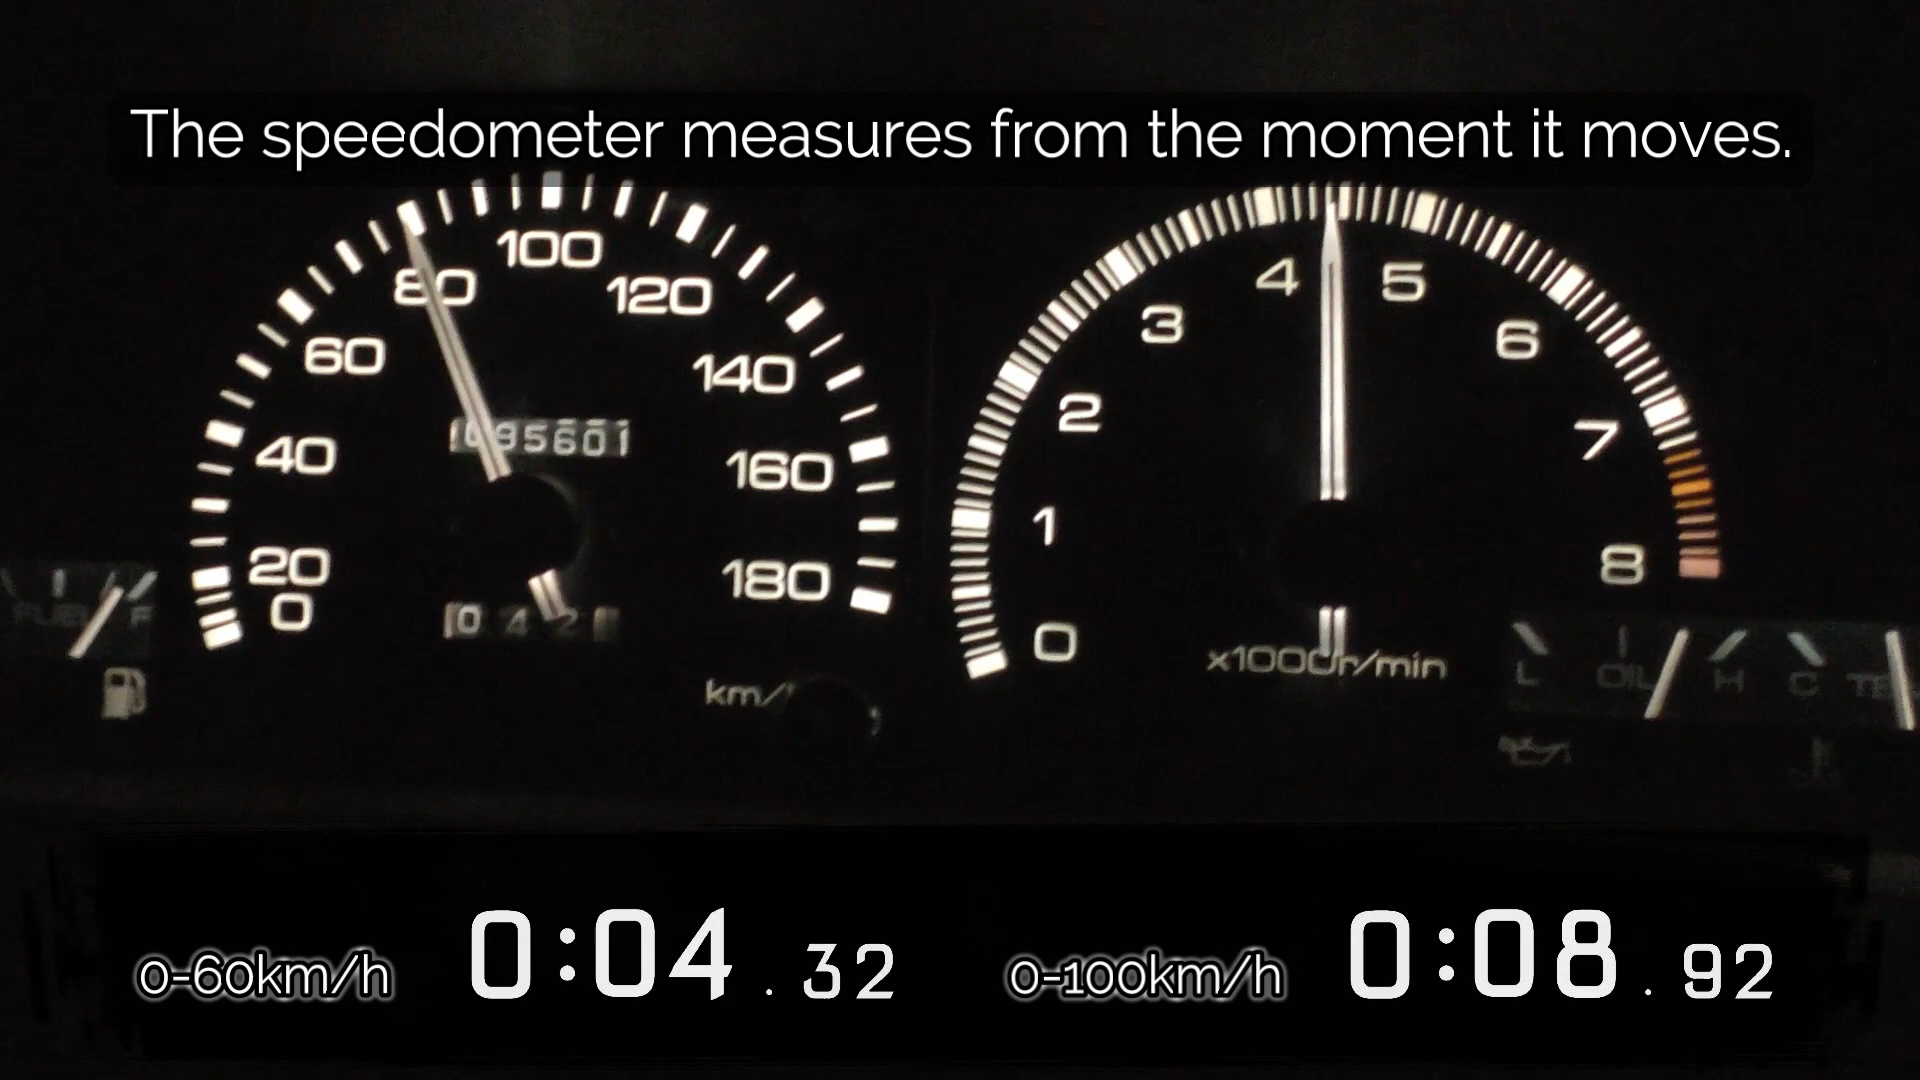 The speedometer measures from the moment it moves.
100
80
120
60
140
40
160
20
180
0
4
5
3
6
2
7
1
8
0
x1000r/min
km/
F
L
H
C
0-60km/h 0:04.32
0-100km/h 0:08.92